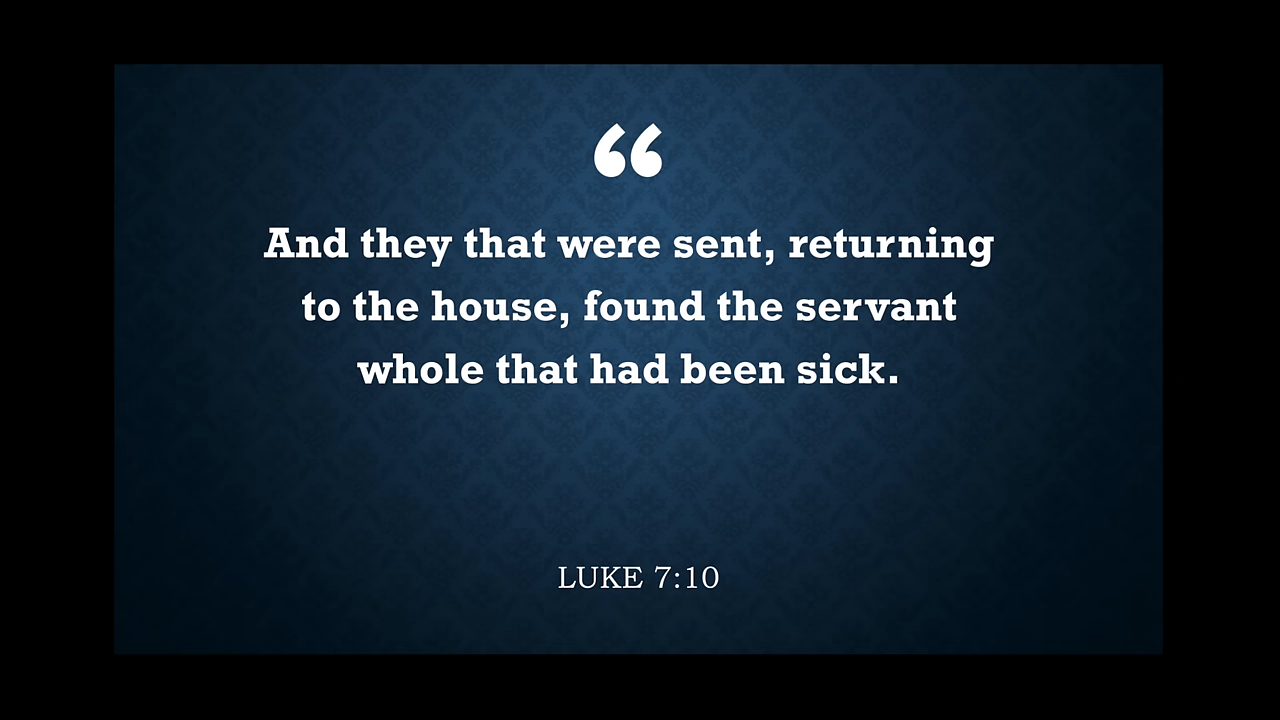 “
And they that were sent, returning
to the house, found the servant
whole that had been sick.
LUKE 7:10